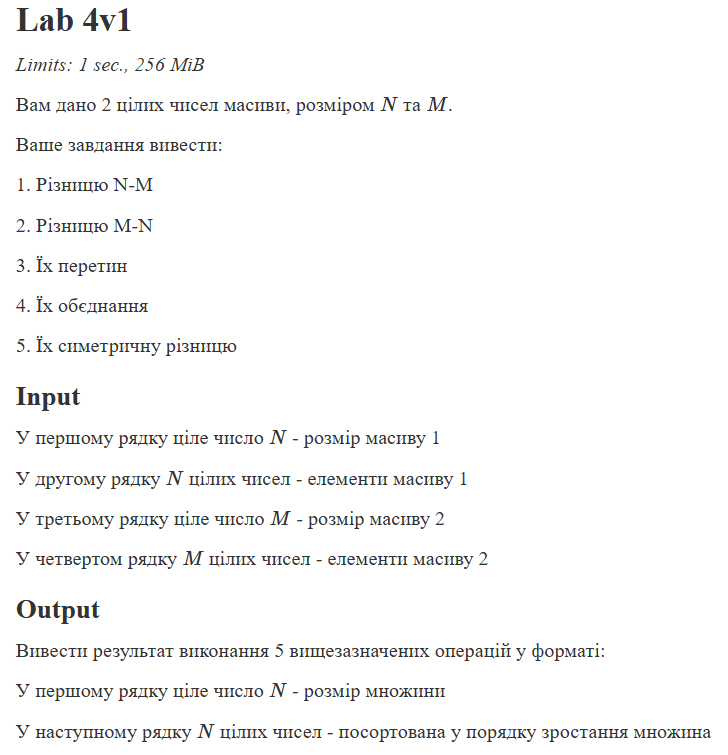 Lab 4v1
Limits: 1 sec., 256 MiB
Вам дано 2 цілих чисел масиви, розміром N та M.
Ваше завдання вивести:
1. Різницю N-M
2. Різницю M-N
3. Їх перетин
4. Їх обєднання
5. Їх симетричну різницю
Input
У першому рядку ціле число N - розмір масиву 1
У другому рядку N цілих чисел - елементи масиву 1
У третьому рядку ціле число M - розмір масиву 2
У четвертом рядку M цілих чисел - елементи масиву 2
Output
Вивести результат виконання 5 вищезазначених операцій у форматі:
У першому рядку ціле число N - розмір множини
У наступному рядку N цілих чисел - посортована у порядку зростання множина